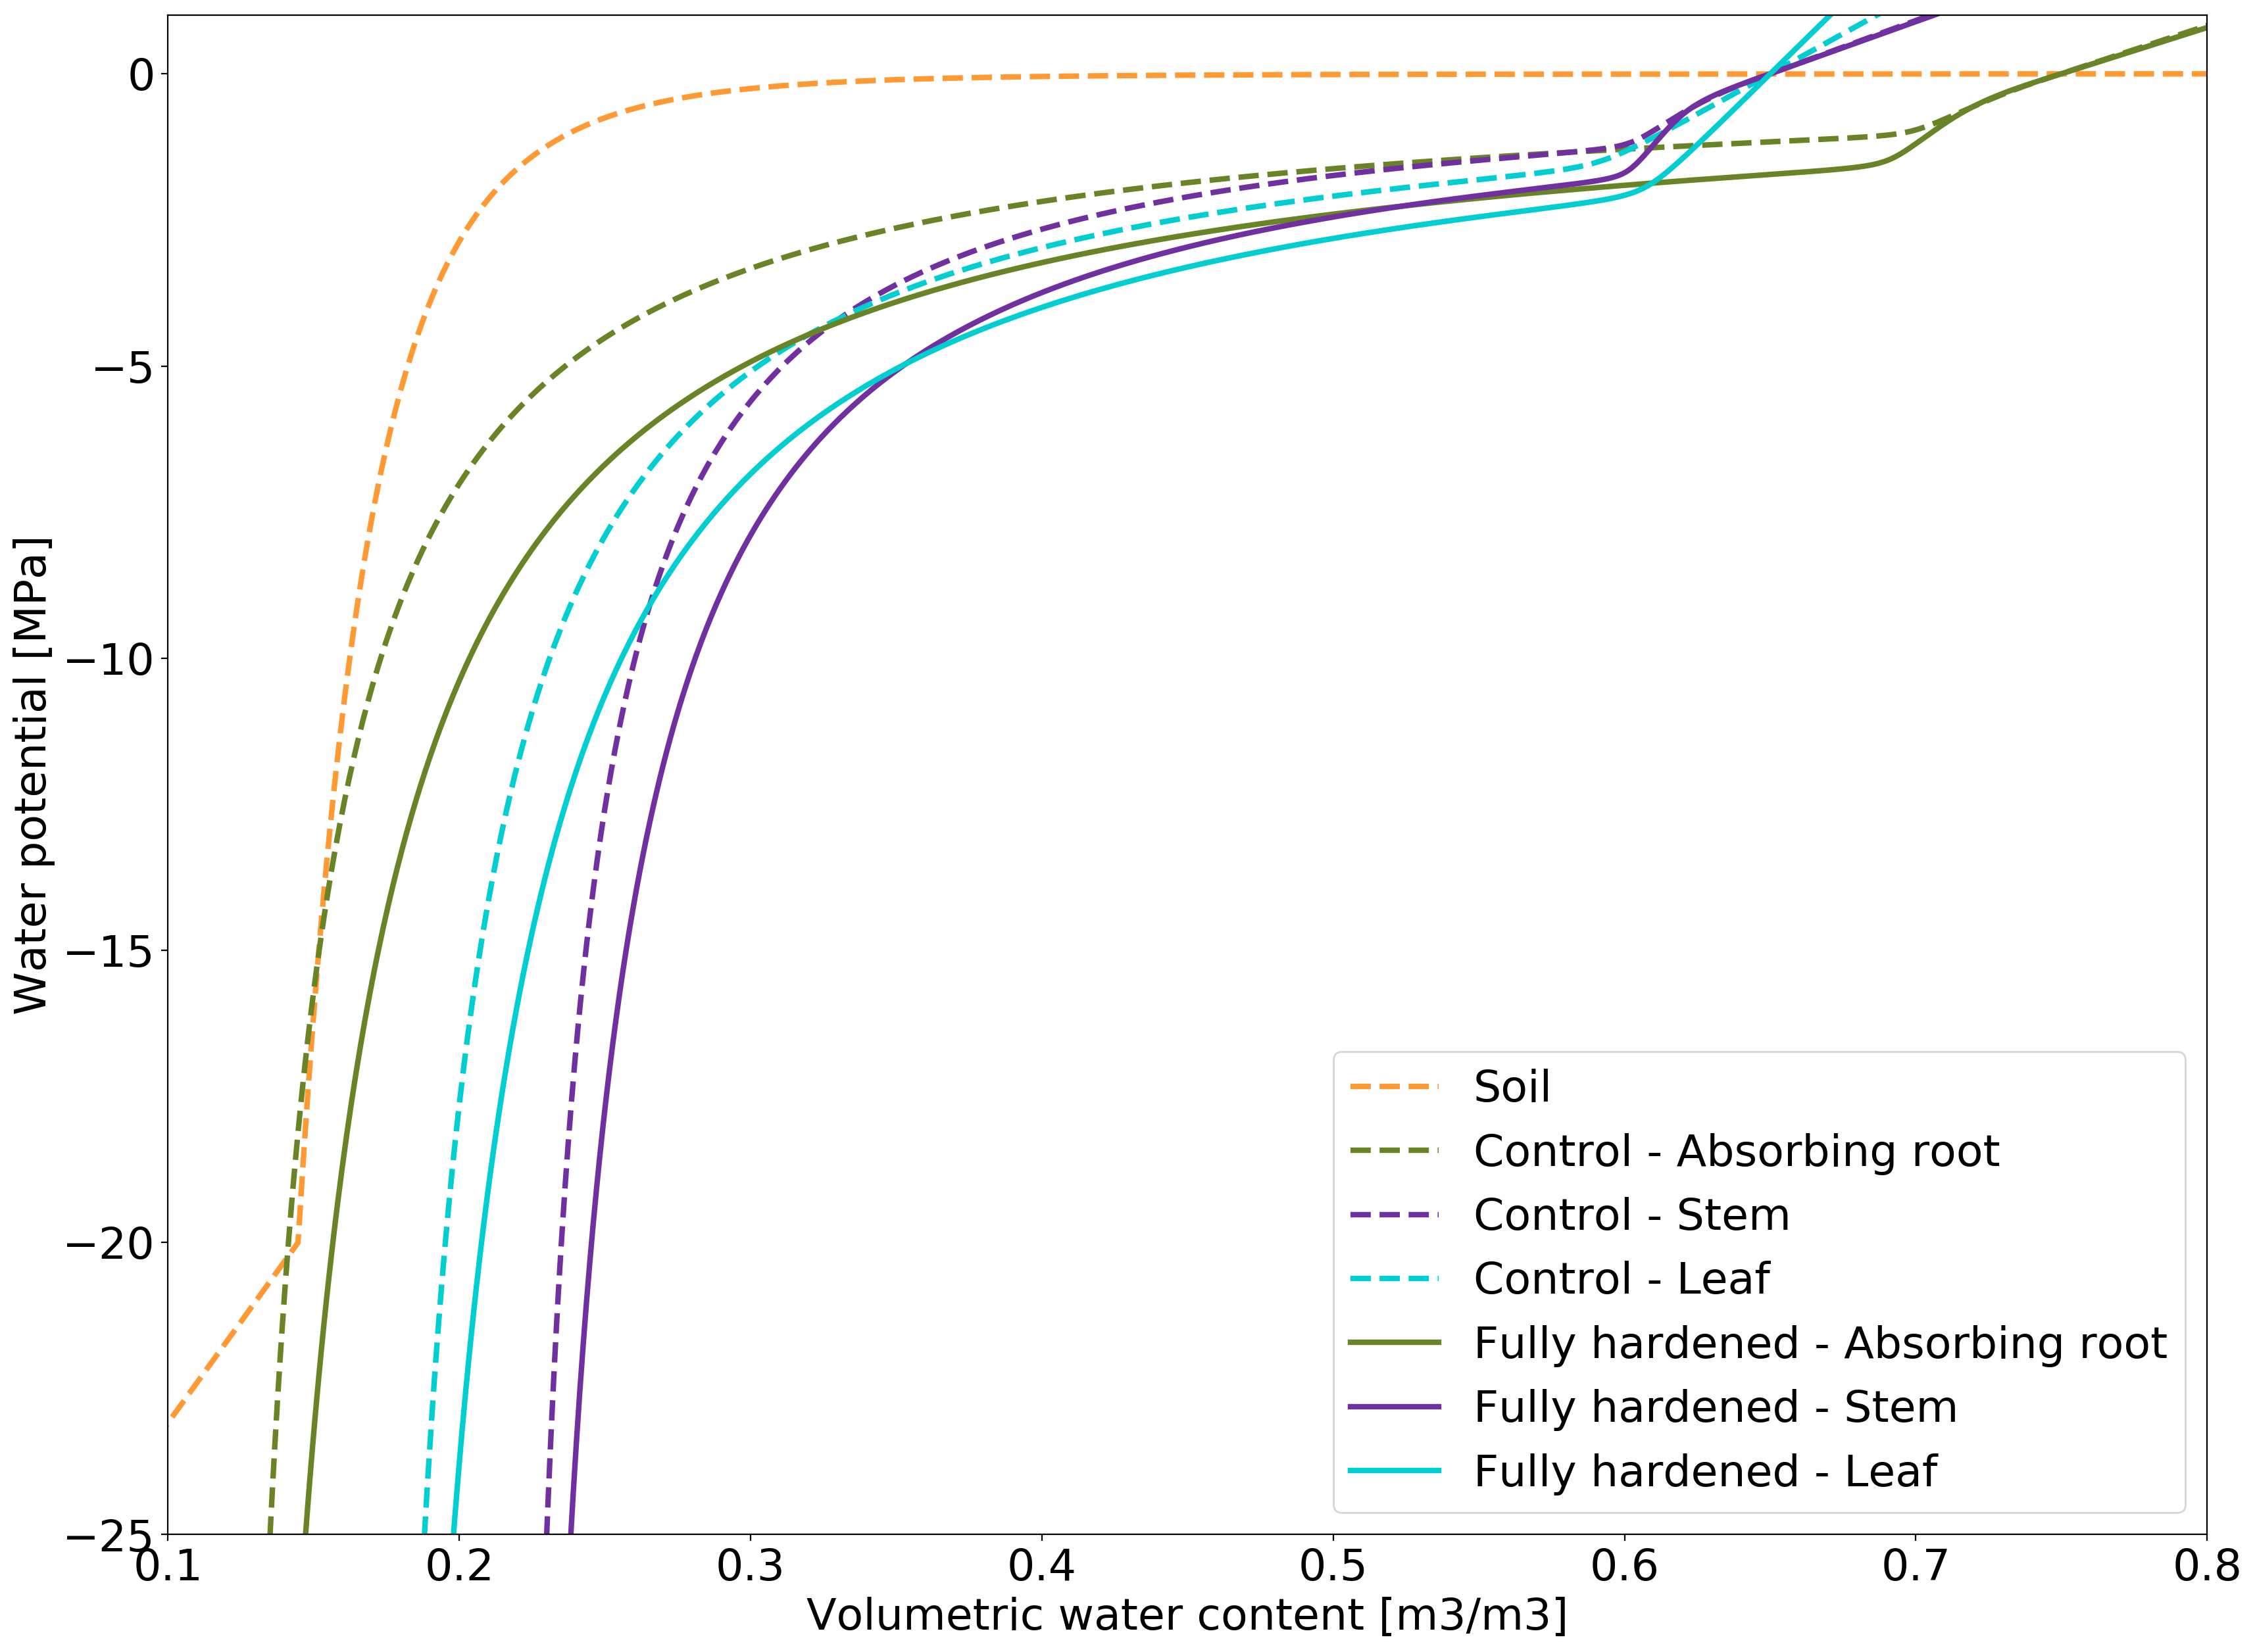 Water potential [MPa]
0
−5
−10
−15
−20
−25
0.1 0.2 0.3 0.4 0.5 0.6 0.7 0.8
Volumetric water content [m3/m3]
Soil
Control - Absorbing root
Control - Stem
Control - Leaf
Fully hardened - Absorbing root
Fully hardened - Stem
Fully hardened - Leaf